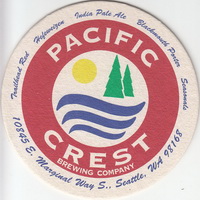 Trailhead Red Hefeweizen India Pale Ale Blackwatch Porter Seasonals
PACIFIC
CREST
BREWING COMPANY
10845 E. Marginal Way S., Seattle, WA 98168